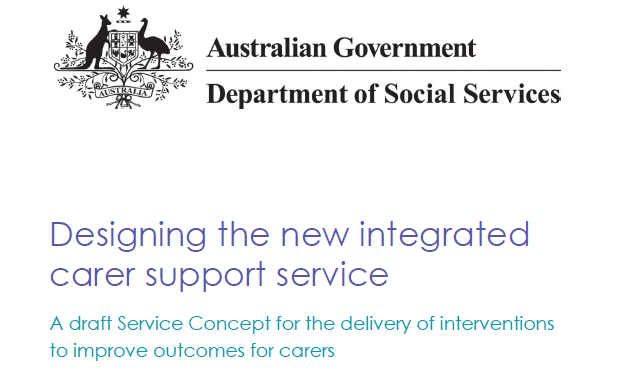 Australian Government
Department of Social Services
AUSTRALIA
Designing the new integrated
carer support service
A draft Service Concept for the delivery of interventions
to improve outcomes for carers